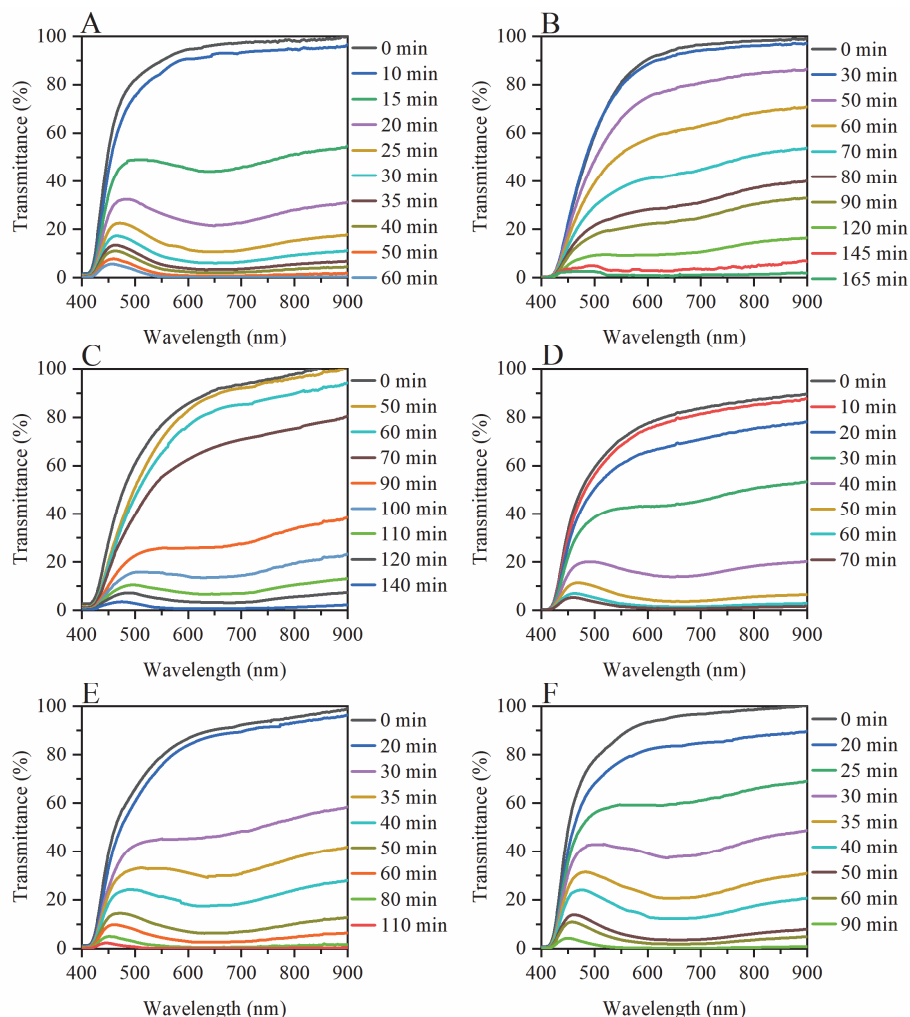 A
Transmittance (%)
100
80
60
40
20
0
400 500 600 700 800 900
Wavelength (nm)
0 min
10 min
15 min
20 min
25 min
30 min
35 min
40 min
50 min
60 min
B
Transmittance (%)
100
80
60
40
20
0
400 500 600 700 800 900
Wavelength (nm)
0 min
30 min
50 min
60 min
70 min
80 min
90 min
120 min
145 min
165 min
C
Transmittance (%)
100
80
60
40
20
0
400 500 600 700 800 900
Wavelength (nm)
0 min
50 min
60 min
70 min
90 min
100 min
110 min
120 min
140 min
D
Transmittance (%)
100
80
60
40
20
0
400 500 600 700 800 900
Wavelength (nm)
0 min
10 min
20 min
30 min
40 min
50 min
60 min
70 min
E
Transmittance (%)
100
80
60
40
20
0
400 500 600 700 800 900
Wavelength (nm)
0 min
20 min
30 min
35 min
40 min
50 min
60 min
80 min
110 min
F
Transmittance (%)
100
80
60
40
20
0
400 500 600 700 800 900
Wavelength (nm)
0 min
20 min
25 min
30 min
35 min
40 min
50 min
60 min
90 min